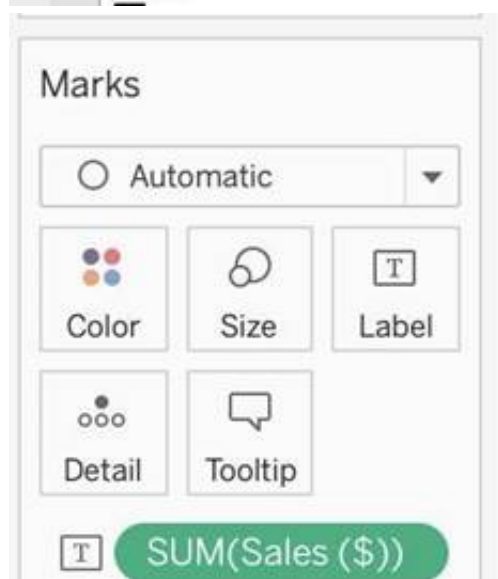 Marks
Automatic
Color Size T Label
Detail Tooltip
T SUM(Sales ($))